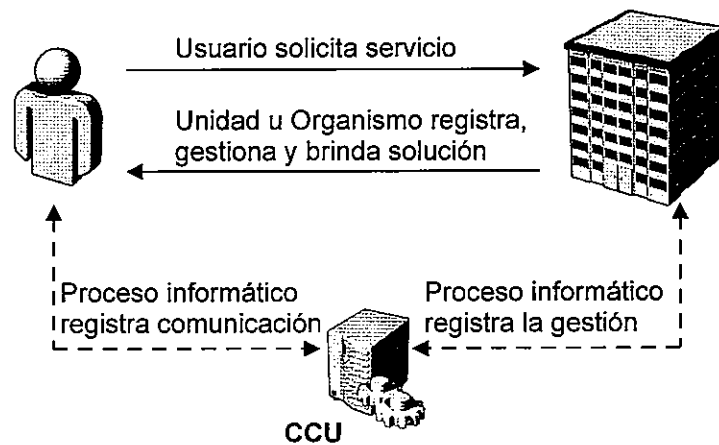 Usuario solicita servicio
Unidad u Organismo registra,
gestiona y brinda solución
Proceso informático
registra comunicación
Proceso informático
registra la gestión
CCU